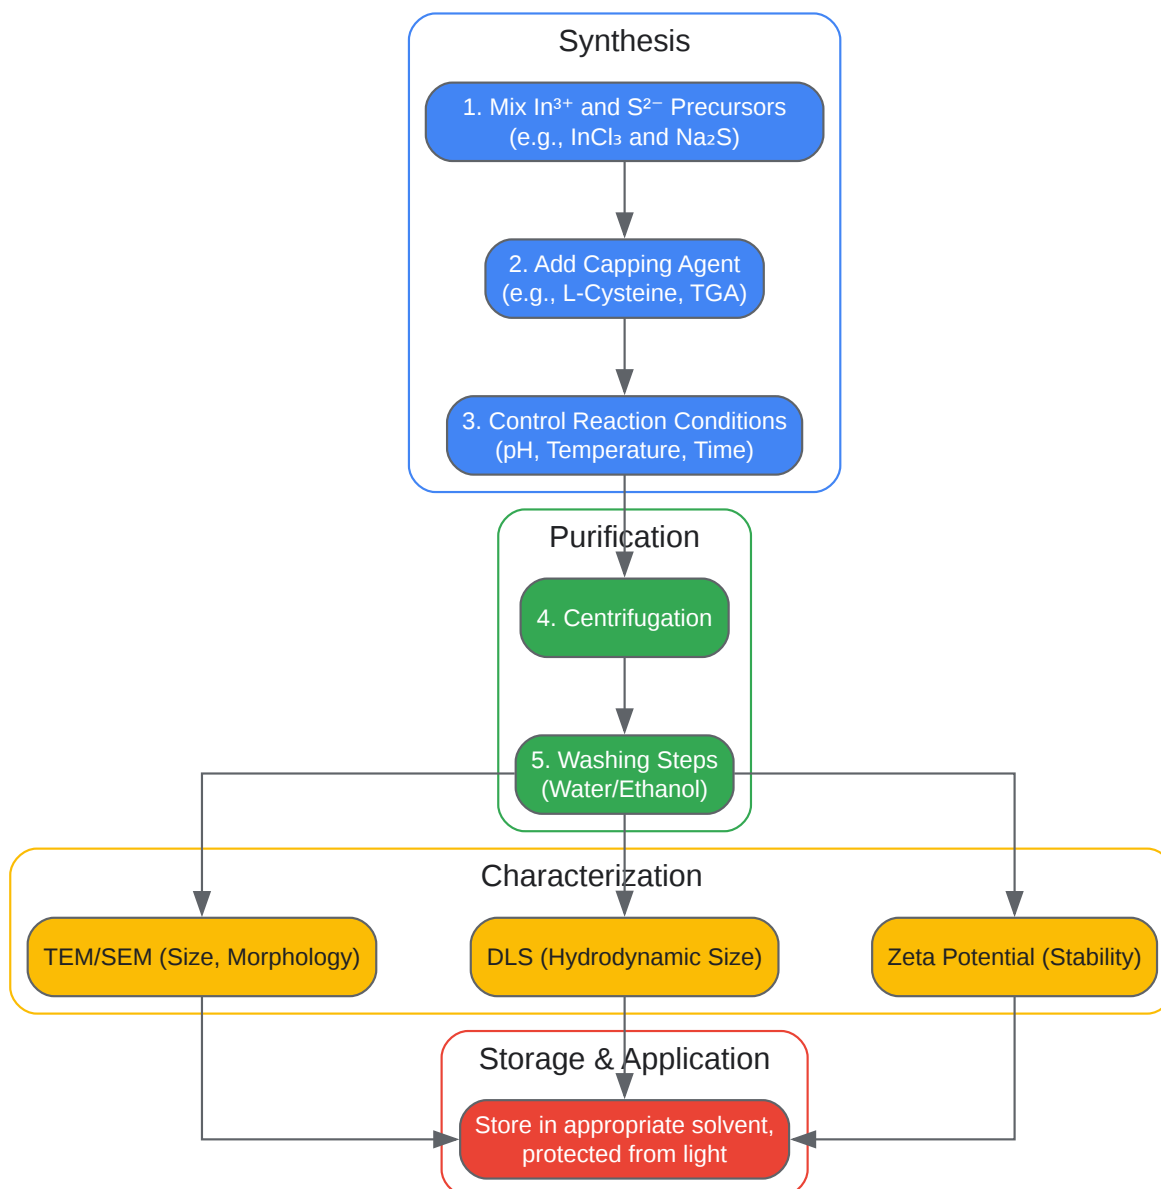 Synthesis
1. Mix In³⁺ and S²⁻ Precursors
(e.g., InCl₃ and Na₂S)
2. Add Capping Agent
(e.g., L-Cysteine, TGA)
3. Control Reaction Conditions
(pH, Temperature, Time)
Purification
4. Centrifugation
5. Washing Steps
(Water/Ethanol)
Characterization
TEM/SEM (Size, Morphology)
DLS (Hydrodynamic Size)
Zeta Potential (Stability)
Storage & Application
Store in appropriate solvent,
protected from light